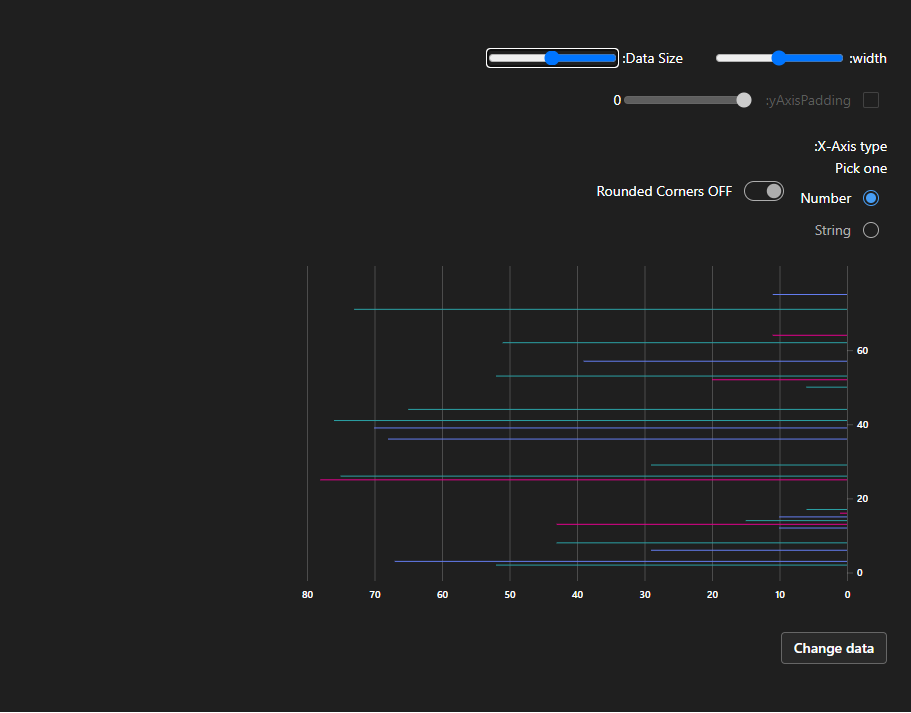 :width
:Data Size
:yAxisPadding
0
:X-Axis type
Pick one
Number
Rounded Corners OFF
String
60
40
20
0
80 70 60 50 40 30 20 10 0
Change data